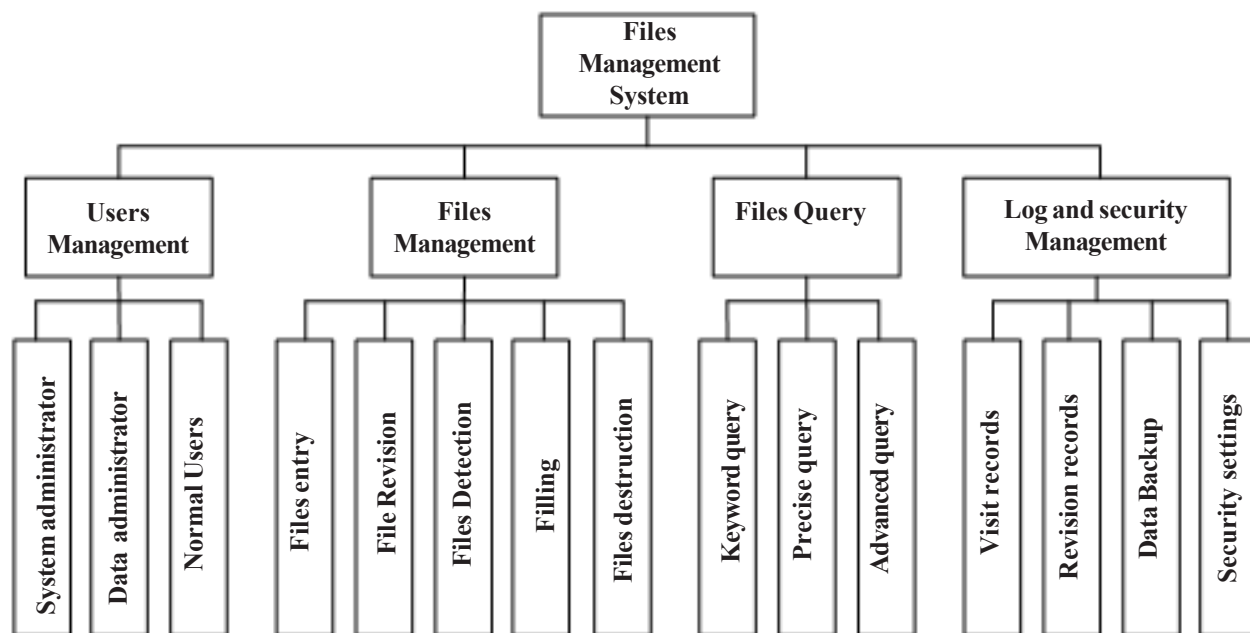 Files
Management
System
Users
Management
Files
Management
Files Query
Log and security
Management
System administrator
Data administrator
Normal Users
Files entry
File Revision
Files Detection
Filling
Files destruction
Keyword query
Precise query
Advanced query
Visit records
Revision records
Data Backup
Security settings